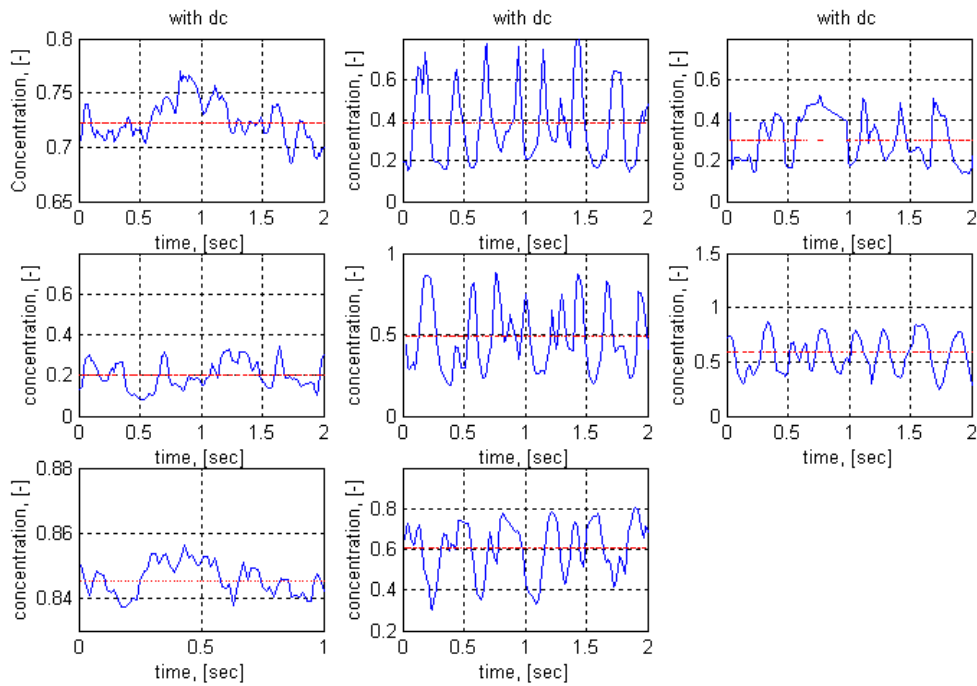 with dc
with dc
with dc
Concentration, [-]
0.8
0.75
0.7
0.65
0 0.5 1 1.5 2
time, [sec]
concentration, [-]
0.6
0.4
0.2
0
0 0.5 1 1.5 2
time, [sec]
concentration, [-]
0.6
0.4
0.2
0
0 0.5 1 1.5 2
time, [sec]
concentration, [-]
0.6
0.4
0.2
0
0 0.5 1 1.5 2
time, [sec]
concentration, [-]
1
0.5
0
0 0.5 1 1.5 2
time, [sec]
concentration, [-]
1.5
1
0.5
0
0 0.5 1 1.5 2
time, [sec]
concentration, [-]
0.88
0.86
0.84
0 0.5 1
time, [sec]
concentration, [-]
0.8
0.6
0.4
0.2
0 0.5 1 1.5 2
time, [sec]